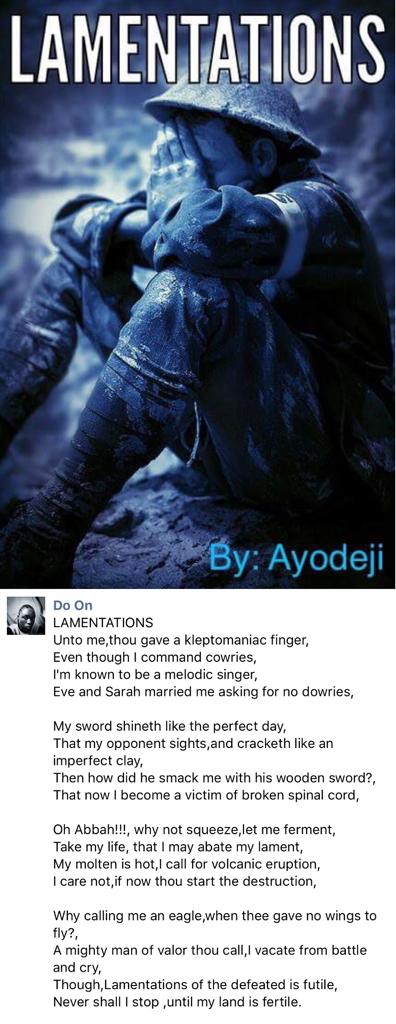 LAMENTATIONS
By: Ayodeji
Do On
LAMENTATIONS
Unto me,thou gave a kleptomaniac finger,
Even though I command cowries,
I'm known to be a melodic singer,
Eve and Sarah married me asking for no dowries,
My sword shineth like the perfect day,
That my opponent sights,and cracketh like an
imperfect clay,
Then how did he smack me with his wooden sword?,
That now I become a victim of broken spinal cord,
Oh Abbah!!!, why not squeeze,let me ferment,
Take my life, that I may abate my lament,
My molten is hot,I call for volcanic eruption,
I care not,if now thou start the destruction,
Why calling me an eagle,when thee gave no wings to
fly?,
A mighty man of valor thou call,I vacate from battle
and cry,
Though,Lamentations of the defeated is futile,
Never shall I stop ,until my land is fertile.